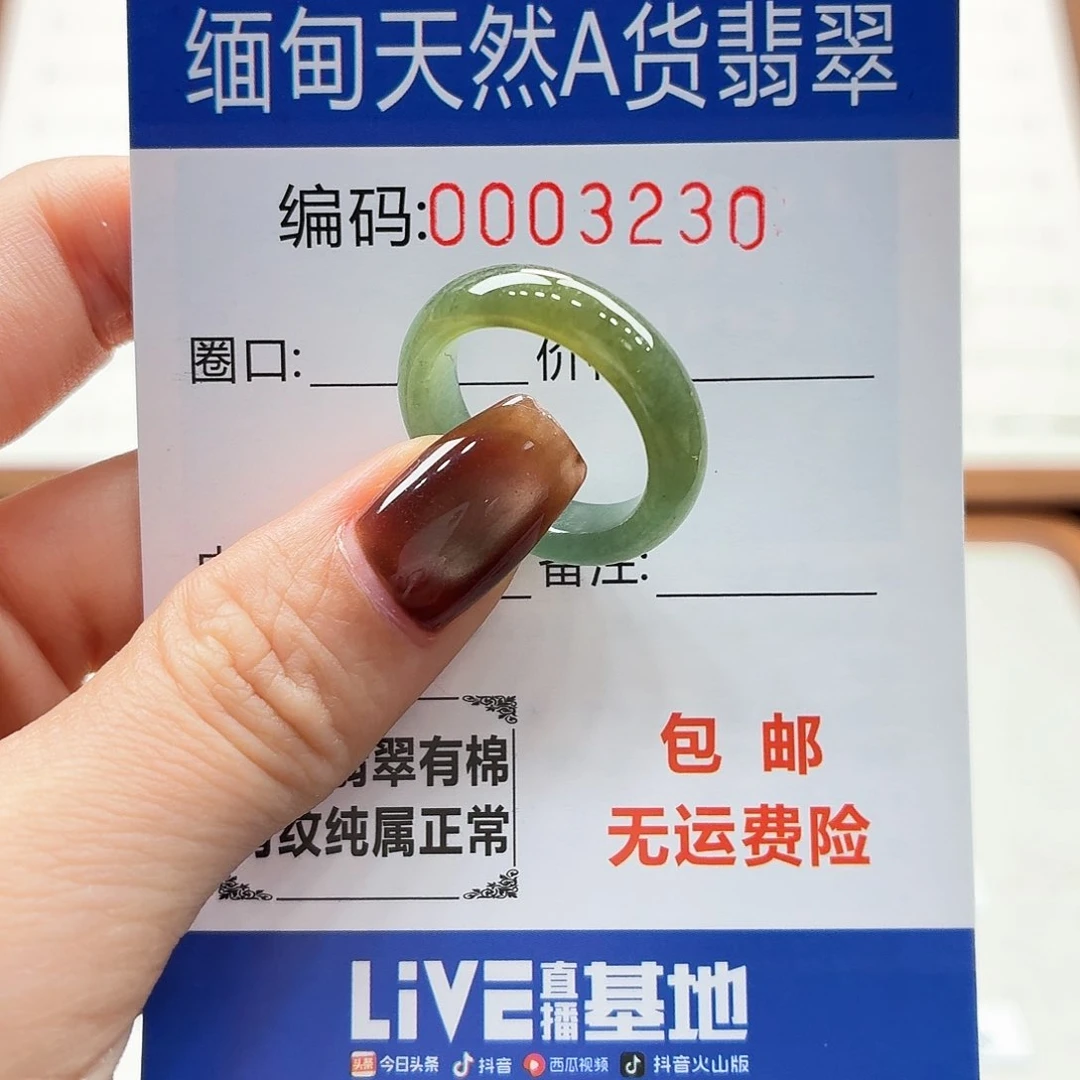 缅甸天然A货翡翠
编码:0003230
圈口:
备注:
翠有棉
纹纯属正常
包邮
无运费险
LiVE直播基地
头条 今日头条 抖音 西瓜视频 抖音火山版